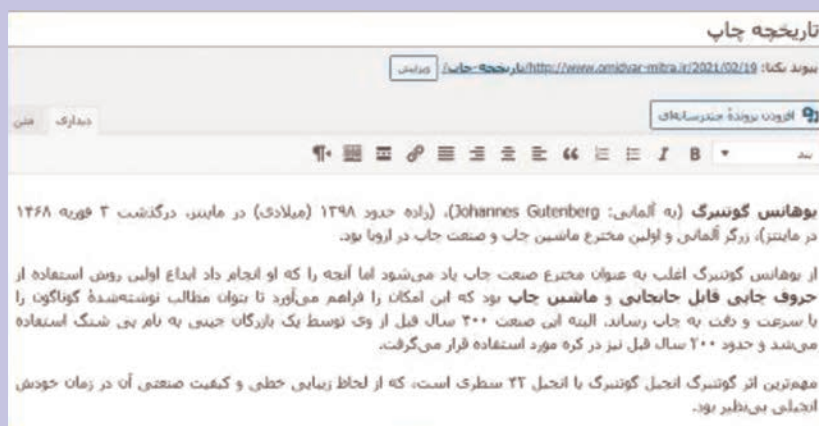 تاریخچه چاپ
پیوند یکتا: http://www.omidvar-mitra.ir/2021/02/19/تاریخچه-چاپ/ ویرایش
افزودن پروندهٔ چندرسانه‌ای
دیداری متن
بند B I
یوهانس گوتنبرگ (به آلمانی: Johannes Gutenberg)، (زاده حدود ۱۳۹۸ (میلادی) در ماینتز، درگذشت ۳ فوریه ۱۴۶۸
در ماینتز)، زرگر آلمانی و اولین مخترع ماشین چاپ و صنعت چاپ در اروپا بود.
از یوهانس گوتنبرگ اغلب به عنوان مخترع صنعت چاپ یاد می‌شود اما آنچه را که او انجام داد ابداع اولین روش استفاده از
حروف چاپی قابل جابجایی و ماشین چاپ بود که این امکان را فراهم می‌آورد تا بتوان مطالب نوشته‌شدهٔ گوناگون را
با سرعت و دقت به چاپ رساند. البته این صنعت ۴۰۰ سال قبل از وی توسط یک بازرگان چینی به نام پی شنگ استفاده
می‌شد و حدود ۲۰۰ سال قبل نیز در کره مورد استفاده قرار می‌گرفت.
مهم‌ترین اثر گوتنبرگ انجیل گوتنبرگ یا انجیل ۴۲ سطری است، که از لحاظ زیبایی خطی و کیفیت صنعتی آن در زمان خودش
انجیلی بی‌نظیر بود.